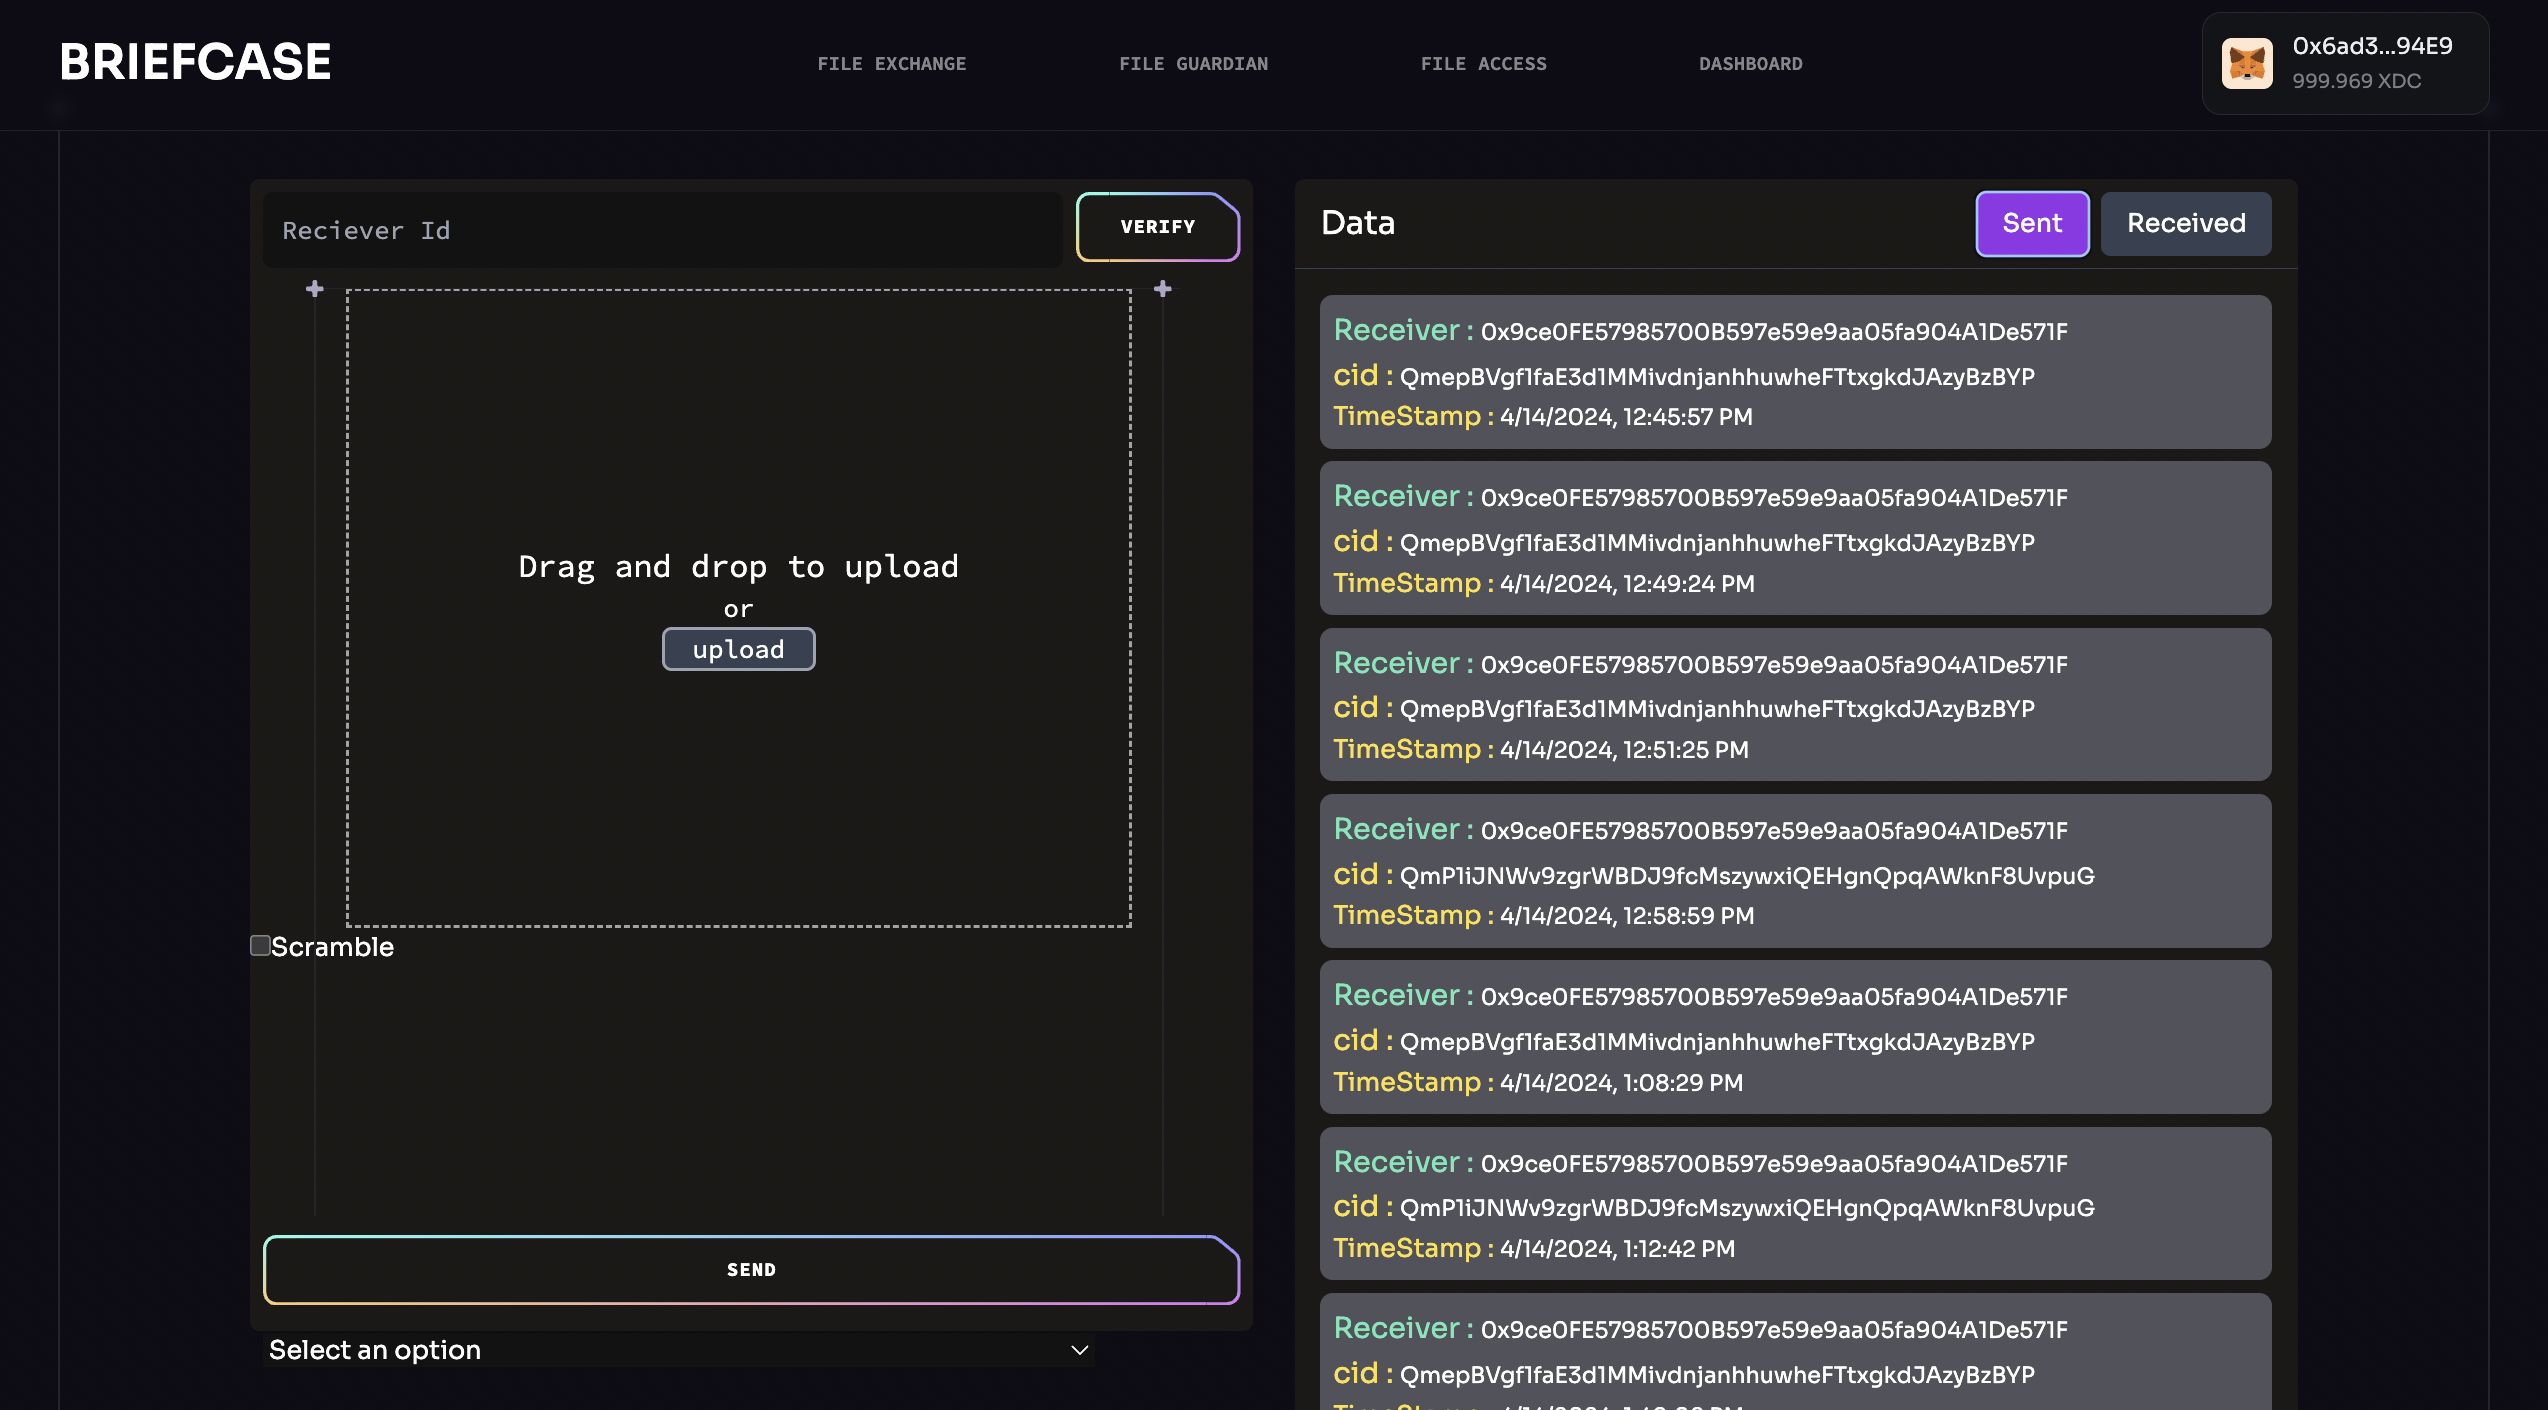 BRIEFCASE
FILE EXCHANGE
FILE GUARDIAN
FILE ACCESS
DASHBOARD
0x6ad3...94E9
999.969 XDC
Reciever Id
VERIFY
Drag and drop to upload
or
upload
Scramble
SEND
Select an option
Data
Sent
Received
Receiver : 0x9ce0FE57985700B597e59e9aa05fa904A1De571F
cid : QmepBVgf1faE3d1MMivdnjanhhuwheFTtxgkdJAzyBzBYP
TimeStamp : 4/14/2024, 12:45:57 PM
Receiver : 0x9ce0FE57985700B597e59e9aa05fa904A1De571F
cid : QmepBVgf1faE3d1MMivdnjanhhuwheFTtxgkdJAzyBzBYP
TimeStamp : 4/14/2024, 12:49:24 PM
Receiver : 0x9ce0FE57985700B597e59e9aa05fa904A1De571F
cid : QmepBVgf1faE3d1MMivdnjanhhuwheFTtxgkdJAzyBzBYP
TimeStamp : 4/14/2024, 12:51:25 PM
Receiver : 0x9ce0FE57985700B597e59e9aa05fa904A1De571F
cid : QmP1iJNWv9zgrWBDJ9fcMszywxiQEHgnQpqAWknF8UvpuG
TimeStamp : 4/14/2024, 12:58:59 PM
Receiver : 0x9ce0FE57985700B597e59e9aa05fa904A1De571F
cid : QmepBVgf1faE3d1MMivdnjanhhuwheFTtxgkdJAzyBzBYP
TimeStamp : 4/14/2024, 1:08:29 PM
Receiver : 0x9ce0FE57985700B597e59e9aa05fa904A1De571F
cid : QmP1iJNWv9zgrWBDJ9fcMszywxiQEHgnQpqAWknF8UvpuG
TimeStamp : 4/14/2024, 1:12:42 PM
Receiver : 0x9ce0FE57985700B597e59e9aa05fa904A1De571F
cid : QmepBVgf1faE3d1MMivdnjanhhuwheFTtxgkdJAzyBzBYP